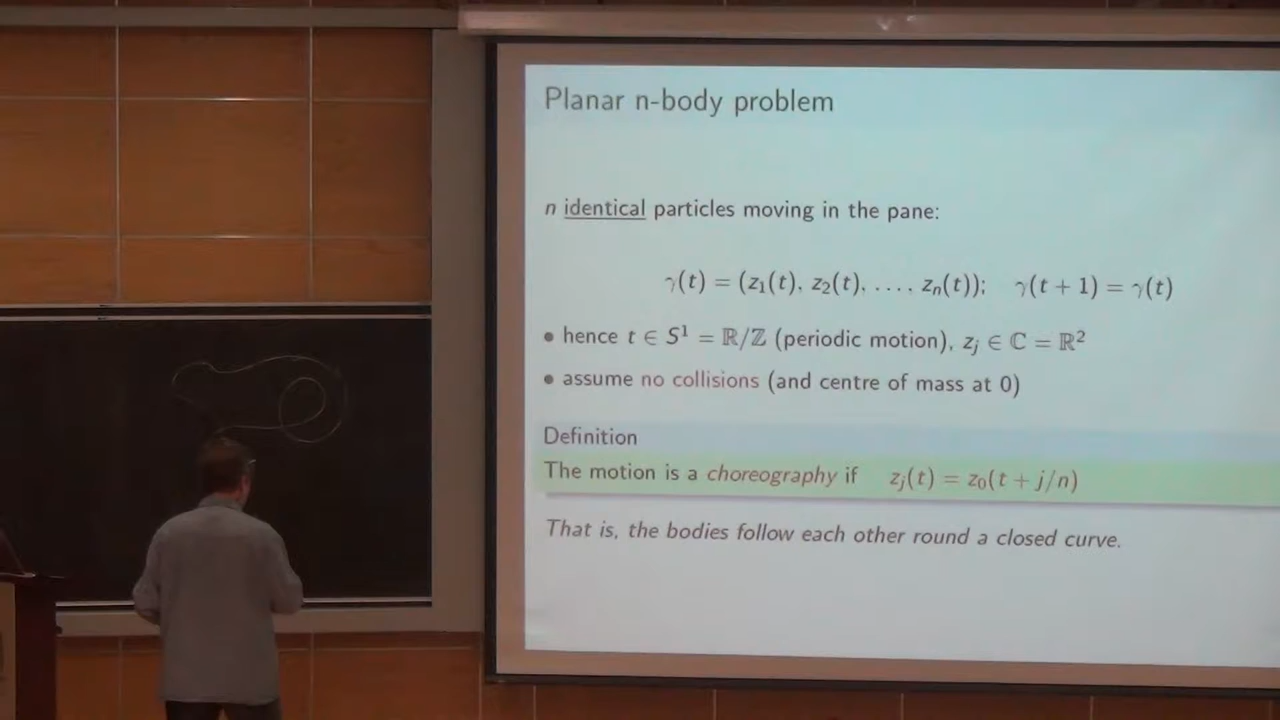 Planar n-body problem
n identical particles moving in the pane:
γ(t) = (z₁(t), z₂(t), .... zₙ(t)); γ(t + 1) = γ(t)
• hence t ∈ S¹ = ℝ/ℤ (periodic motion), zⱼ ∈ ℂ = ℝ²
• assume no collisions (and centre of mass at 0)
Definition
The motion is a choreography if zⱼ(t) = z₀(t + j/n)
That is, the bodies follow each other round a closed curve.